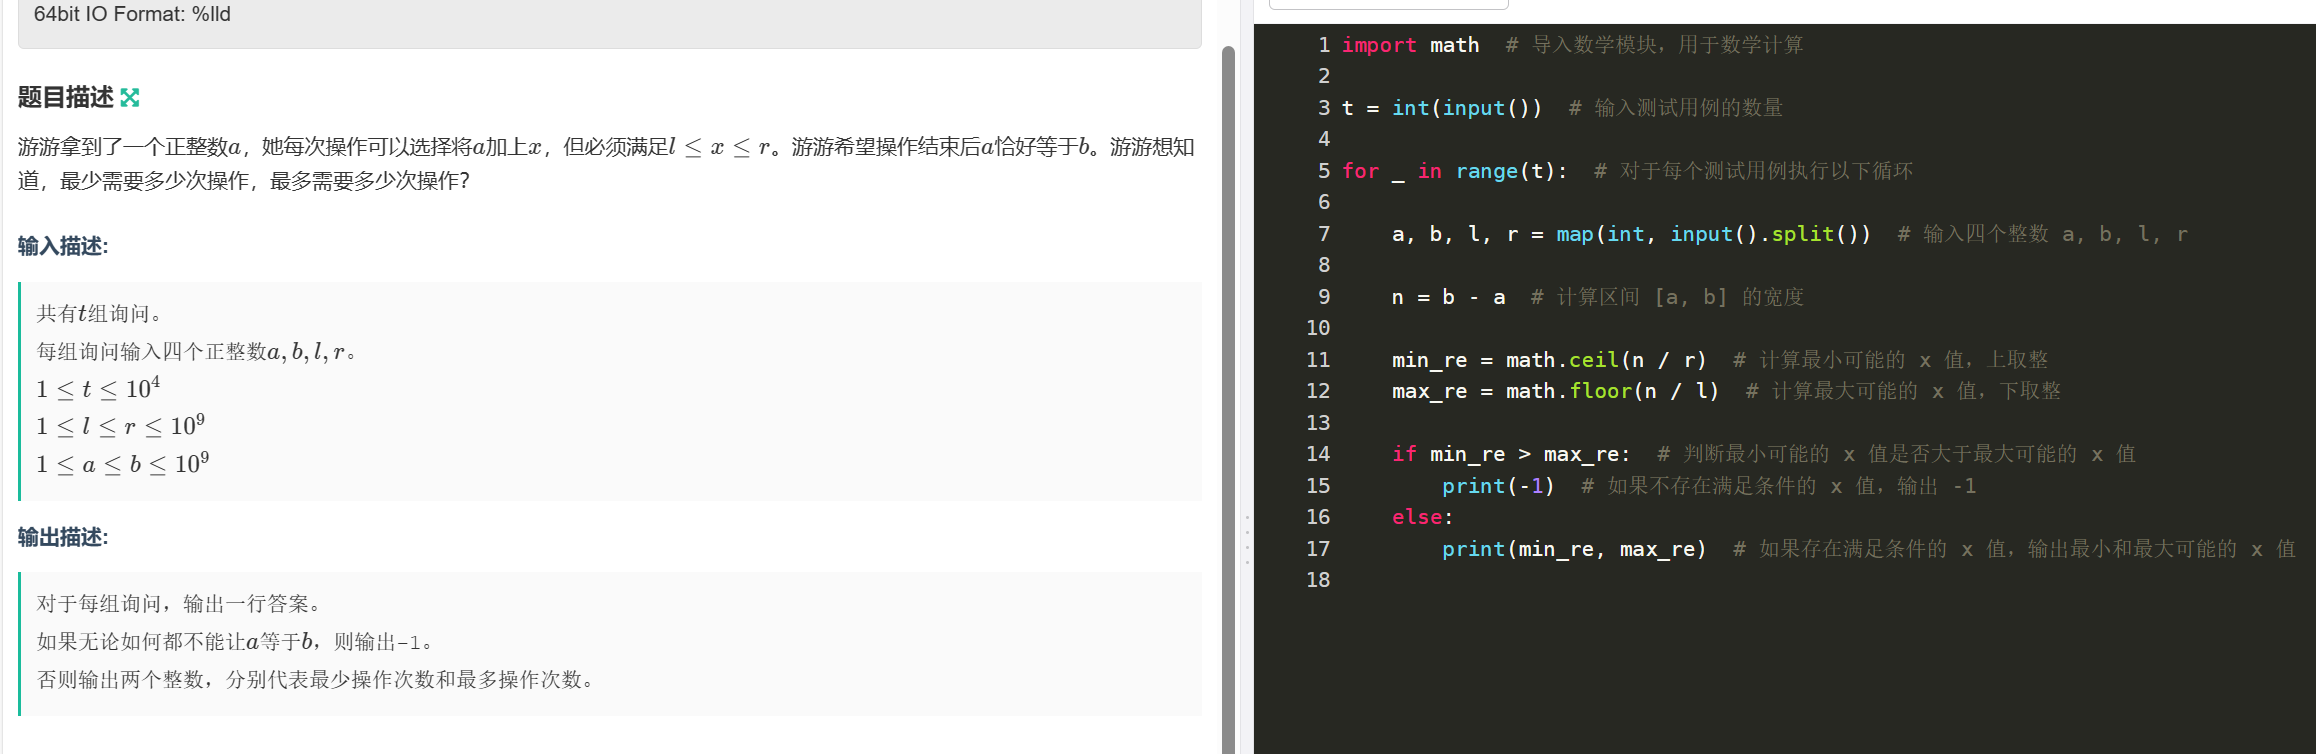 64bit IO Format: %lld
题目描述
游游拿到了一个正整数a，她每次操作可以选择将a加上x，但必须满足l ≤ x ≤ r。游游希望操作结束后a恰好等于b。游游想知
道，最少需要多少次操作，最多需要多少次操作？
输入描述:
共有t组询问。
每组询问输入四个正整数a, b, l, r。
1 ≤ t ≤ 10⁴
1 ≤ l ≤ r ≤ 10⁹
1 ≤ a ≤ b ≤ 10⁹
输出描述:
对于每组询问，输出一行答案。
如果无论如何都不能让a等于b，则输出-1。
否则输出两个整数，分别代表最少操作次数和最多操作次数。
1 import math  # 导入数学模块，用于数学计算
2
3 t = int(input())  # 输入测试用例的数量
4
5 for _ in range(t):  # 对于每个测试用例执行以下循环
6
7     a, b, l, r = map(int, input().split())  # 输入四个整数 a, b, l, r
8
9     n = b - a  # 计算区间 [a, b] 的宽度
10
11     min_re = math.ceil(n / r)  # 计算最小可能的 x 值，上取整
12     max_re = math.floor(n / l)  # 计算最大可能的 x 值，下取整
13
14     if min_re > max_re:  # 判断最小可能的 x 值是否大于最大可能的 x 值
15         print(-1)  # 如果不存在满足条件的 x 值，输出 -1
16     else:
17         print(min_re, max_re)  # 如果存在满足条件的 x 值，输出最小和最大可能的 x 值
18